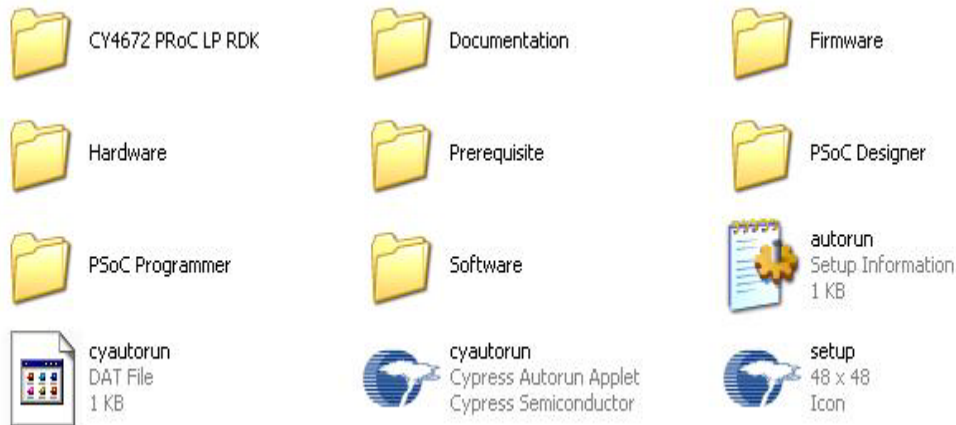 CY4672 PRoC LP RDK
Documentation
Firmware
Hardware
Prerequisite
PSoC Designer
PSoC Programmer
Software
autorun
Setup Information
1 KB
cyautorun
DAT File
1 KB
cyautorun
Cypress Autorun Applet
Cypress Semiconductor
setup
48 x 48
Icon